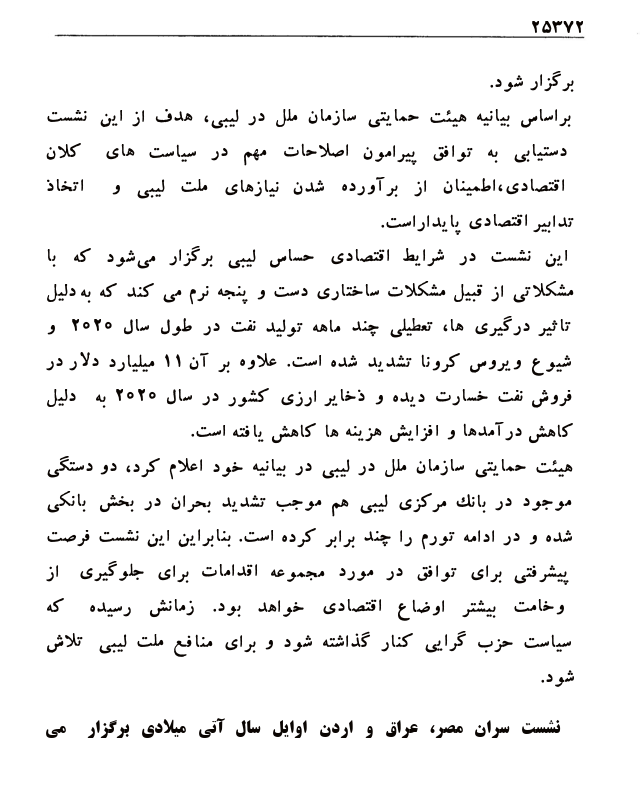 ۲۵۳۷۲
برگزار شود.
براساس بیانیه هیئت حمایتی سازمان ملل در لیبی، هدف از این نشست
دستیابی به توافق پیرامون اصلاحات مهم در سیاست های کلان
اقتصادی،اطمینان از برآورده شدن نیازهای ملت لیبی و اتخاذ
تدابیر اقتصادی پایداراست.
این نشست در شرایط اقتصادی حساس لیبی برگزار می‌شود که با
مشکلاتی از قبیل مشکلات ساختاری دست و پنجه نرم می کند که به‌دلیل
تاثیر درگیری ها، تعطیلی چند ماهه تولید نفت در طول سال ۲۰۲۰ و
شیوع ویروس کرونا تشدید شده است. علاوه بر آن ۱۱ میلیارد دلار در
فروش نفت خسارت دیده و ذخایر ارزی کشور در سال ۲۰۲۰ به دلیل
کاهش درآمدها و افزایش هزینه ها کاهش یافته است.
هیئت حمایتی سازمان ملل در لیبی در بیانیه خود اعلام کرد، دو دستگی
موجود در بانك مرکزی لیبی هم موجب تشدید بحران در بخش بانکی
شده و در ادامه تورم را چند برابر کرده است. بنابراین این نشست فرصت
پیشرفتی برای توافق در مورد مجموعه اقدامات برای جلوگیری از
وخامت بیشتر اوضاع اقتصادی خواهد بود. زمانش رسیده که
سیاست حزب گرایی کنار گذاشته شود و برای منافع ملت لیبی تلاش
شود.
نشست سران مصر، عراق و اردن اوایل سال آتی میلادی برگزار می